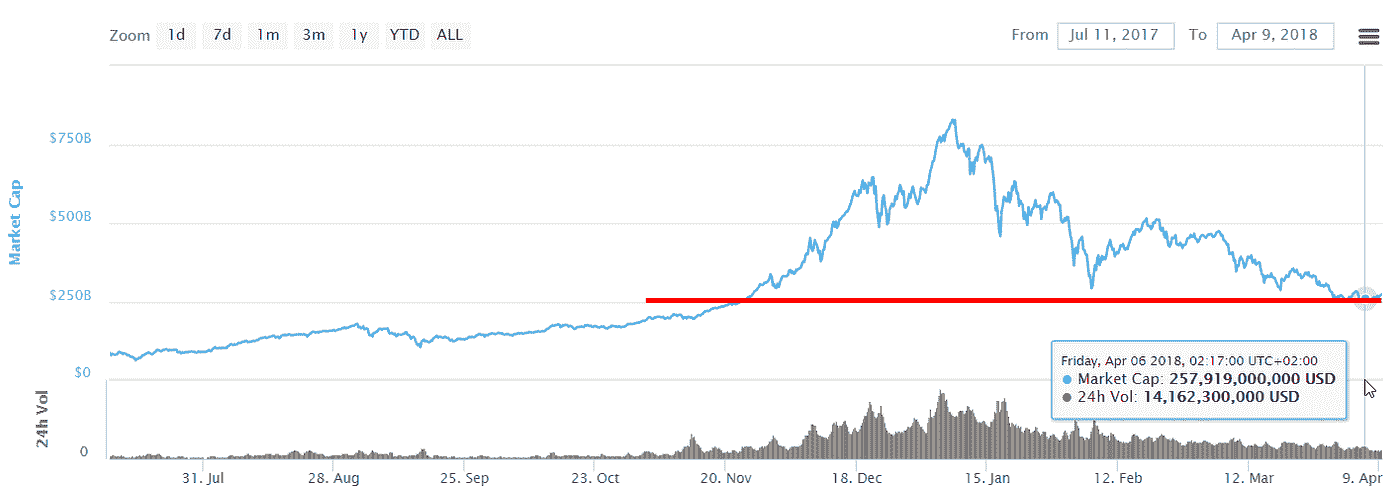 Zoom 1d 7d 1m 3m 1y YTD ALL From Jul 11, 2017 To Apr 9, 2018
$750B
$500B
$250B
$0
Market Cap
Friday, Apr 06 2018, 02:17:00 UTC+02:00
Market Cap: 257,919,000,000 USD
24h Vol: 14,162,300,000 USD
24h Vol
0
31. Jul 28. Aug 25. Sep 23. Oct 20. Nov 18. Dec 15. Jan 12. Feb 12. Mar 9. Apr